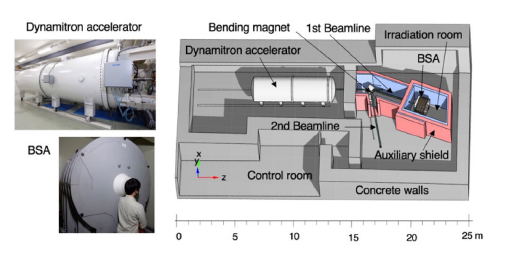 Dynamitron accelerator
BSA
Bending magnet
1st Beamline
Irradiation room
Dynamitron accelerator
BSA
2nd Beamline
Auxiliary shield
x
y
z
Control room
Concrete walls
0 5 10 15 20 25 m